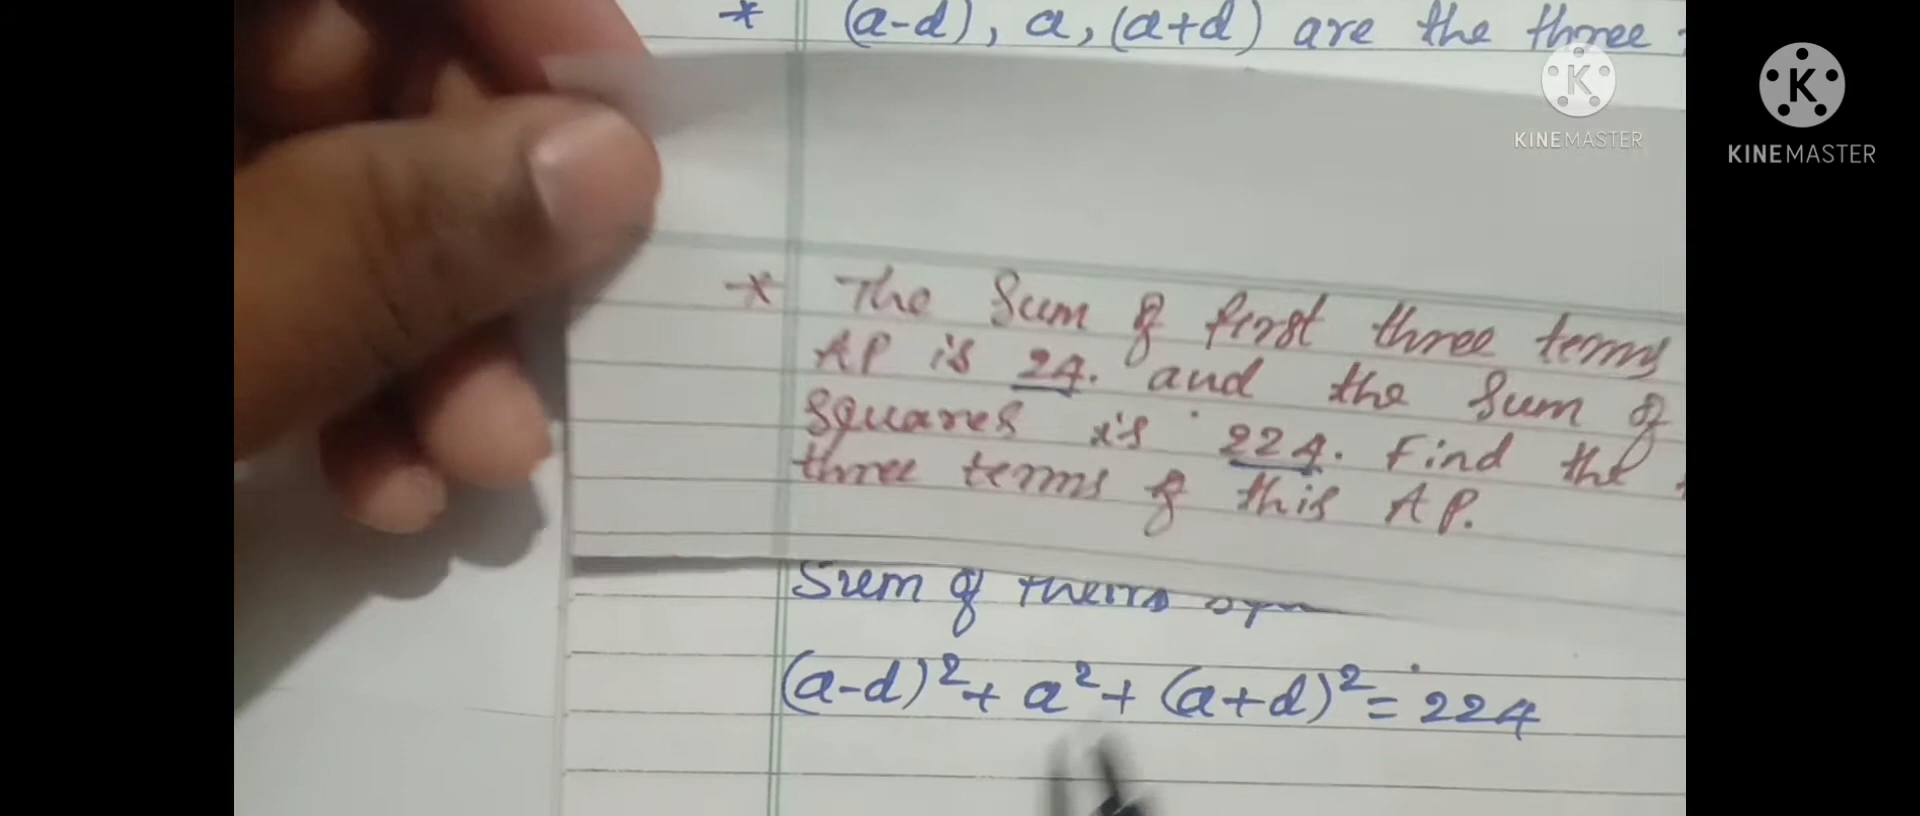 * (a-d), a, (a+d) are the three
KINEMASTER
KINEMASTER
* The Sum of first three terms
AP is 24. and the Sum of
squares is 224. Find the
three terms of this AP.
Sum of their
(a-d)²+ a²+ (a+d)²= 224